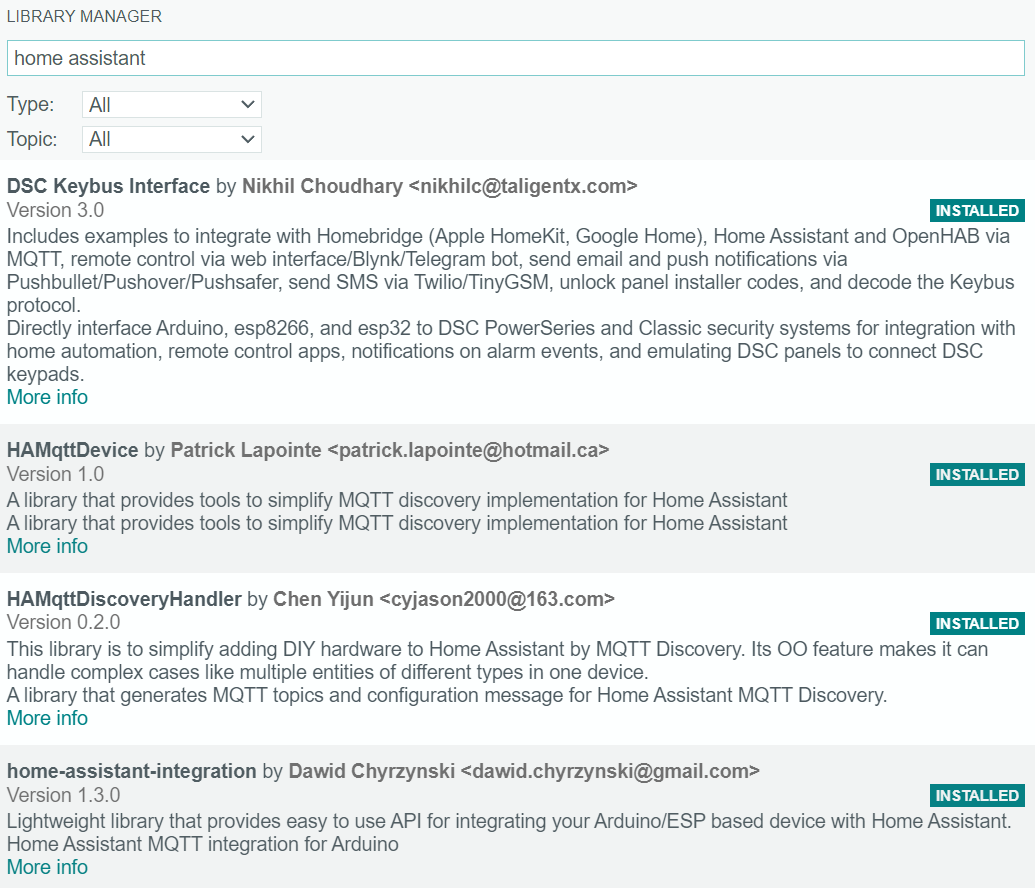 LIBRARY MANAGER
home assistant
Type: All
Topic: All
DSC Keybus Interface by Nikhil Choudhary <nikhilc@taligentx.com>
Version 3.0
INSTALLED
Includes examples to integrate with Homebridge (Apple HomeKit, Google Home), Home Assistant and OpenHAB via
MQTT, remote control via web interface/Blynk/Telegram bot, send email and push notifications via
Pushbullet/Pushover/Pushsafer, send SMS via Twilio/TinyGSM, unlock panel installer codes, and decode the Keybus
protocol.
Directly interface Arduino, esp8266, and esp32 to DSC PowerSeries and Classic security systems for integration with
home automation, remote control apps, notifications on alarm events, and emulating DSC panels to connect DSC
keypads.
More info
HAMqttDevice by Patrick Lapointe <patrick.lapointe@hotmail.ca>
Version 1.0
INSTALLED
A library that provides tools to simplify MQTT discovery implementation for Home Assistant
A library that provides tools to simplify MQTT discovery implementation for Home Assistant
More info
HAMqttDiscoveryHandler by Chen Yijun <cyjason2000@163.com>
Version 0.2.0
INSTALLED
This library is to simplify adding DIY hardware to Home Assistant by MQTT Discovery. Its OO feature makes it can
handle complex cases like multiple entities of different types in one device.
A library that generates MQTT topics and configuration message for Home Assistant MQTT Discovery.
More info
home-assistant-integration by Dawid Chyrzynski <dawid.chyrzynski@gmail.com>
Version 1.3.0
INSTALLED
Lightweight library that provides easy to use API for integrating your Arduino/ESP based device with Home Assistant.
Home Assistant MQTT integration for Arduino
More info